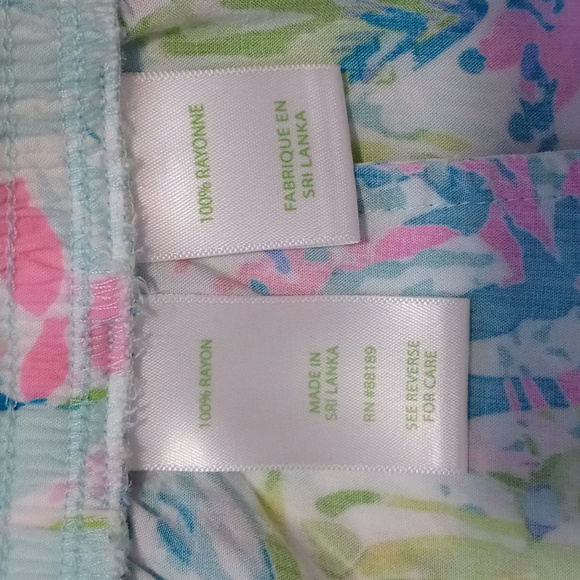 100% RAYONNE
FABRIQUE EN
SRI LANKA
100% RAYON
MADE IN
SRI LANKA
RN #88189
SEE REVERSE
FOR CARE